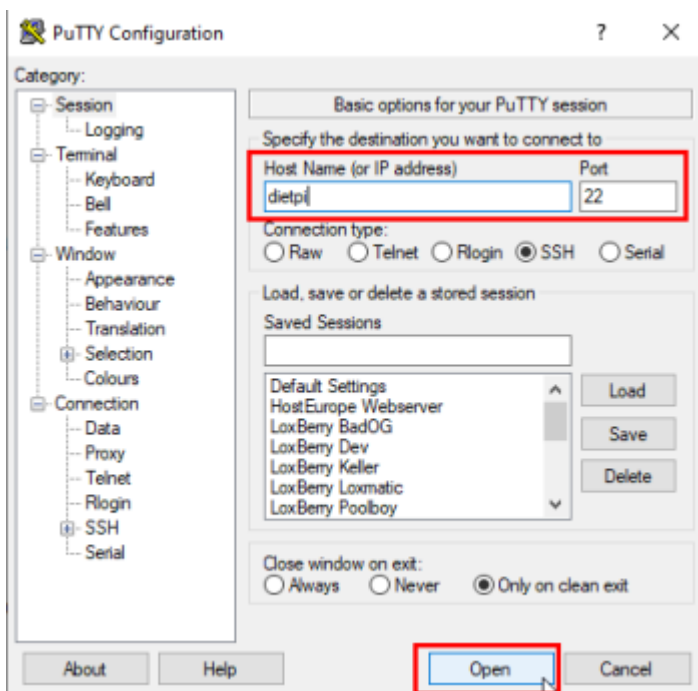 PuTTY Configuration ? ×
Category:
Session
Logging
Terminal
Keyboard
Bell
Features
Window
Appearance
Behaviour
Translation
Selection
Colours
Connection
Data
Proxy
Telnet
Rlogin
SSH
Serial
Basic options for your PuTTY session
Specify the destination you want to connect to
Host Name (or IP address) Port
dietpi 22
Connection type:
Raw Telnet Rlogin SSH Serial
Load, save or delete a stored session
Saved Sessions
Default Settings
HostEurope Webserver
LoxBerry BadOG
LoxBerry Dev
LoxBerry Keller
LoxBerry Loxmatic
LoxBerry Poolboy
Load
Save
Delete
Close window on exit:
Always Never Only on clean exit
About Help Open Cancel